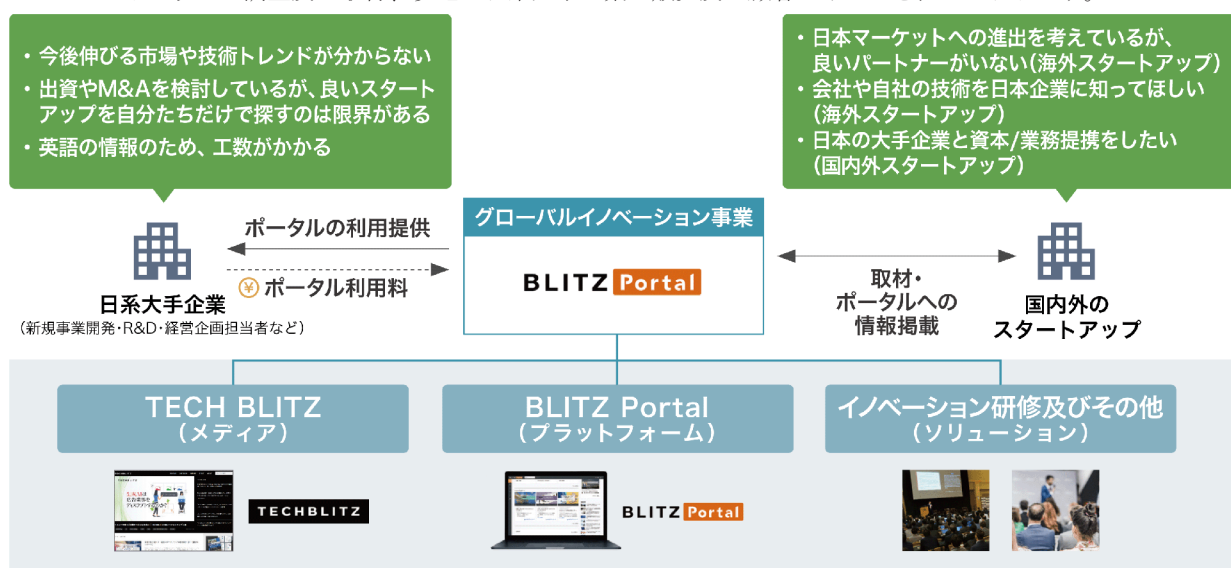 ・今後伸びる市場や技術トレンドが分からない
・出資やM&Aを検討しているが、良いスタート
アップを自分たちだけで探すのは限界がある
・英語の情報のため、工数がかかる
・日本マーケットへの進出を考えているが、
良いパートナーがいない(海外スタートアップ)
・会社や自社の技術を日本企業に知ってほしい
(海外スタートアップ)
・日本の大手企業と資本/業務提携をしたい
(国内外スタートアップ)
日系大手企業
(新規事業開発・R&D・経営企画担当者など)
ポータルの利用提供
¥ ポータル利用料
グローバルイノベーション事業
BLITZ Portal
取材・
ポータルへの
情報掲載
国内外の
スタートアップ
TECH BLITZ
(メディア)
BLITZ Portal
(プラットフォーム)
イノベーション研修及びその他
(ソリューション)
TECHBLITZ
BLITZ Portal